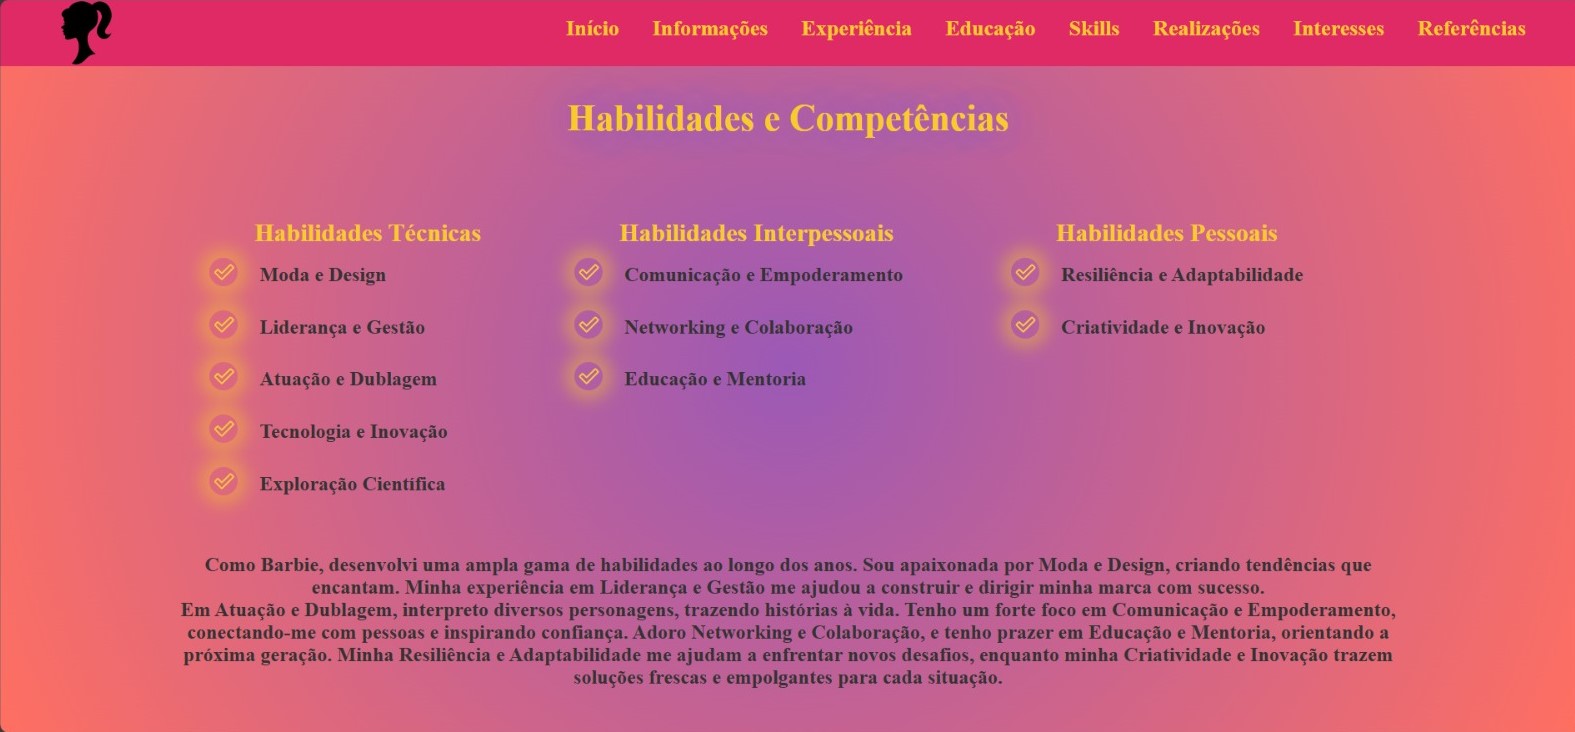 Início Informações Experiência Educação Skills Realizações Interesses Referências
Habilidades e Competências
Habilidades Técnicas
Moda e Design
Liderança e Gestão
Atuação e Dublagem
Tecnologia e Inovação
Exploração Científica
Habilidades Interpessoais
Comunicação e Empoderamento
Networking e Colaboração
Educação e Mentoria
Habilidades Pessoais
Resiliência e Adaptabilidade
Criatividade e Inovação
Como Barbie, desenvolvi uma ampla gama de habilidades ao longo dos anos. Sou apaixonada por Moda e Design, criando tendências que
encantam. Minha experiência em Liderança e Gestão me ajudou a construir e dirigir minha marca com sucesso.
Em Atuação e Dublagem, interpreto diversos personagens, trazendo histórias à vida. Tenho um forte foco em Comunicação e Empoderamento,
conectando-me com pessoas e inspirando confiança. Adoro Networking e Colaboração, e tenho prazer em Educação e Mentoria, orientando a
próxima geração. Minha Resiliência e Adaptabilidade me ajudam a enfrentar novos desafios, enquanto minha Criatividade e Inovação trazem
soluções frescas e empolgantes para cada situação.